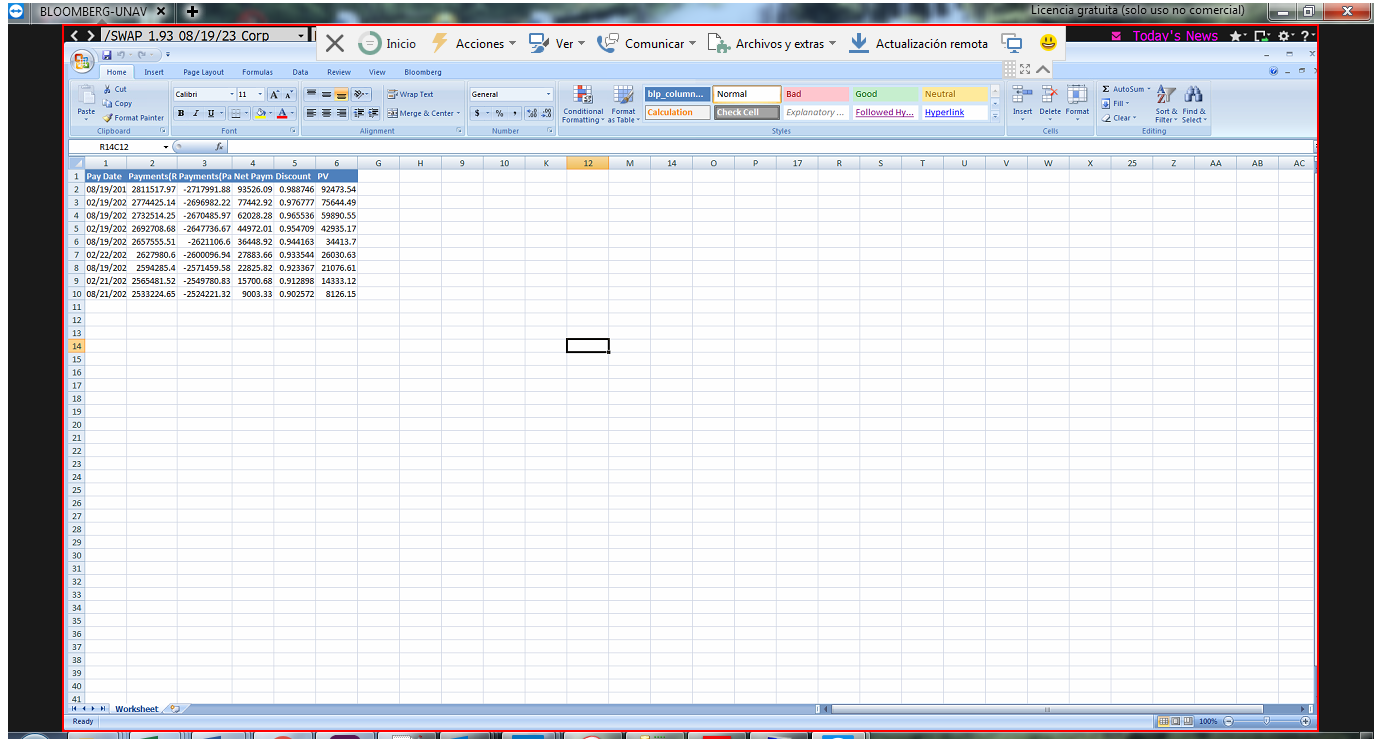 BLOOMBERG-UNAV
Licencia gratuita (solo uso no comercial)
/SWAP 1.93 08/19/23 Corp
Inicio Acciones Ver Comunicar Archivos y extras Actualización remota
Today's News
Home Insert Page Layout Formulas Data Review View Bloomberg
Cut
Copy
Format Painter
Paste
Clipboard
Calibri 11
B I U
Font
Wrap Text
Merge & Center
Alignment
General
$ % ,
Number
Conditional Formatting
Format as Table
blp_column... Normal Bad Good Neutral
Calculation Check Cell Explanatory ... Followed Hy... Hyperlink
Styles
Insert Delete Format
Cells
Σ AutoSum
Fill
Clear
Sort & Filter
Find & Select
Editing
R14C12 fx
1 2 3 4 5 6 G H 9 10 K 12 M 14 O P 17 R S T U V W X 25 Z AA AB AC
1 Pay Date Payments(R Payments(Pa Net Paym Discount PV
2 08/19/201 2811517.97 -2717991.88 93526.09 0.988746 92473.54
3 02/19/202 2774425.14 -2696982.22 77442.92 0.976777 75644.49
4 08/19/202 2732514.25 -2670485.97 62028.28 0.965536 59890.55
5 02/19/202 2692708.68 -2647736.67 44972.01 0.954709 42935.17
6 08/19/202 2657555.51 -2621106.6 36448.92 0.944163 34413.7
7 02/22/202 2627980.6 -2600096.94 27883.66 0.933544 26030.63
8 08/19/202 2594285.4 -2571459.58 22825.82 0.923367 21076.61
9 02/21/202 2565481.52 -2549780.83 15700.68 0.912898 14333.12
10 08/21/202 2533224.65 -2524221.32 9003.33 0.902572 8126.15
11
12
13
14
15
16
17
18
19
20
21
22
23
24
25
26
27
28
29
30
31
32
33
34
35
36
37
38
39
40
41
Worksheet
Ready
100%